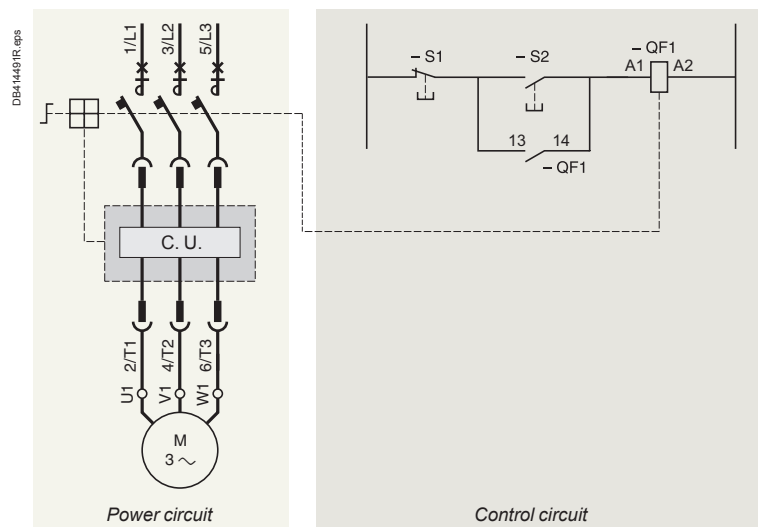 DB414491R.eps
1/L1 3/L2 5/L3
C. U.
2/T1 4/T2 6/T3
U1 V1 W1
M
3 ~
Power circuit
– S1 – S2 – QF1
A1 A2
13 14
– QF1
Control circuit